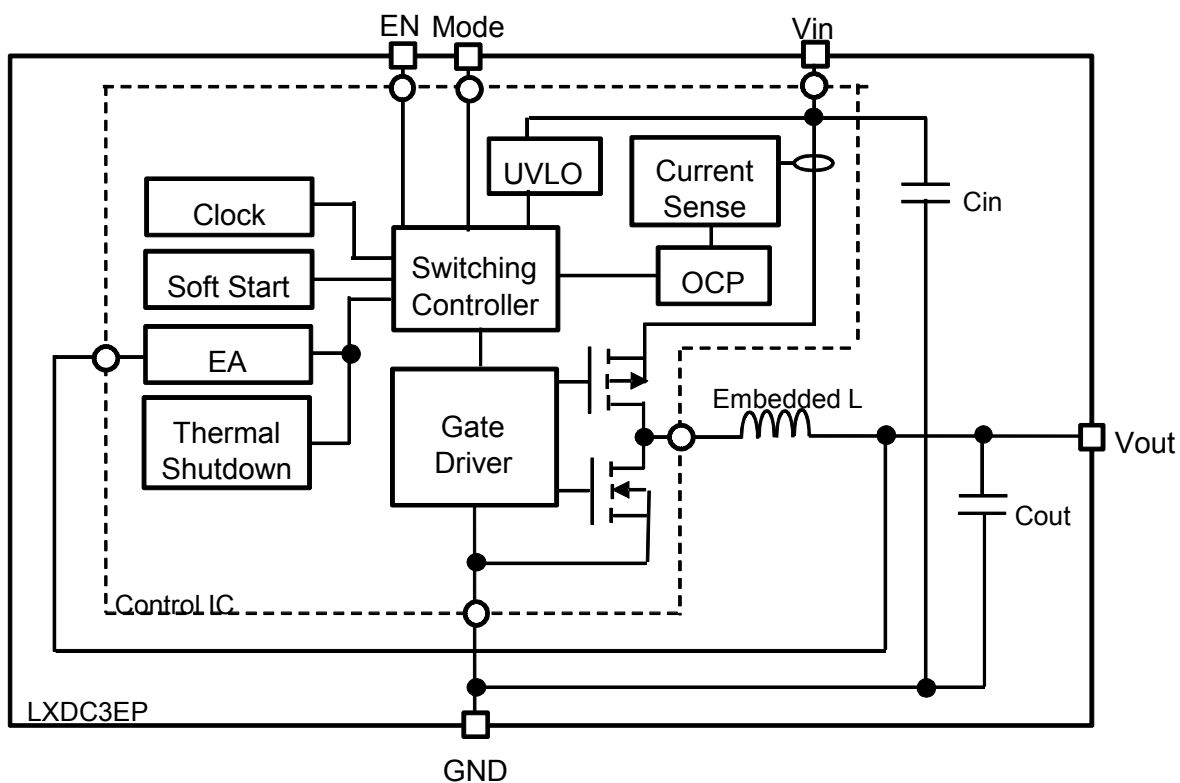 EN
Mode
Vin
UVLO
Current
Sense
Cin
Clock
Switching
Controller
Soft Start
OCP
EA
Embedded L
Gate
Driver
Thermal
Shutdown
Vout
Cout
Control IC
LXDC3EP
GND